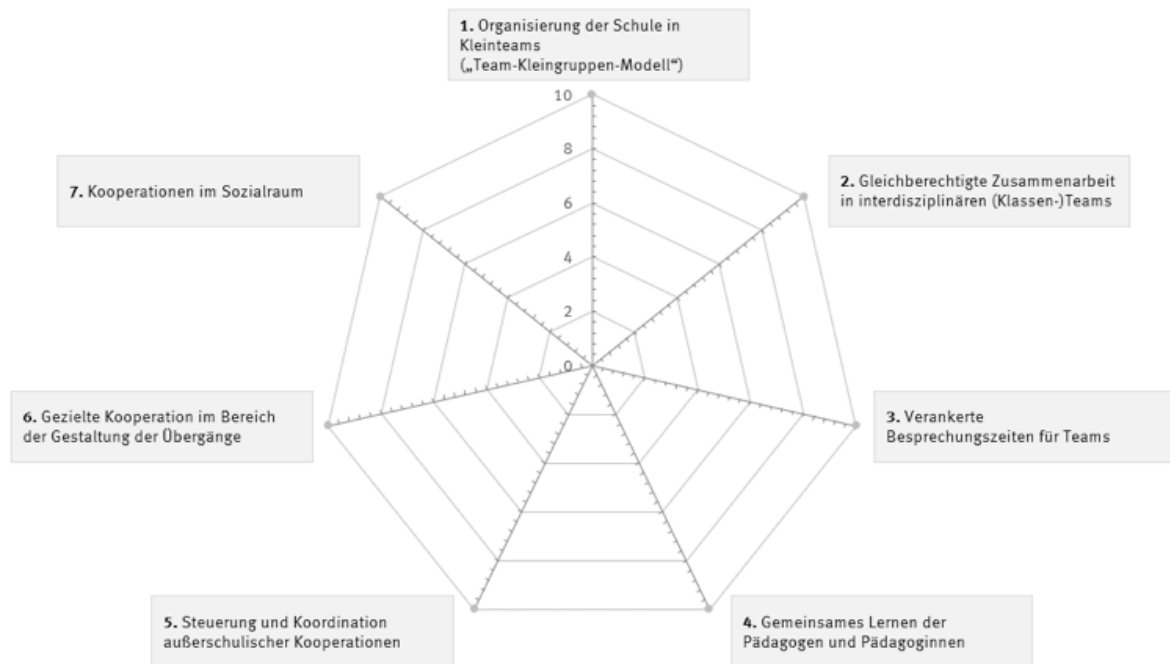 1. Organisierung der Schule in
Kleinteams
(„Team-Kleingruppen-Modell“)
10
8
6
4
2
0
2. Gleichberechtigte Zusammenarbeit
in interdisziplinären (Klassen-)Teams
3. Verankerte
Besprechungszeiten für Teams
4. Gemeinsames Lernen der
Pädagogen und Pädagoginnen
5. Steuerung und Koordination
außerschulischer Kooperationen
6. Gezielte Kooperation im Bereich
der Gestaltung der Übergänge
7. Kooperationen im Sozialraum